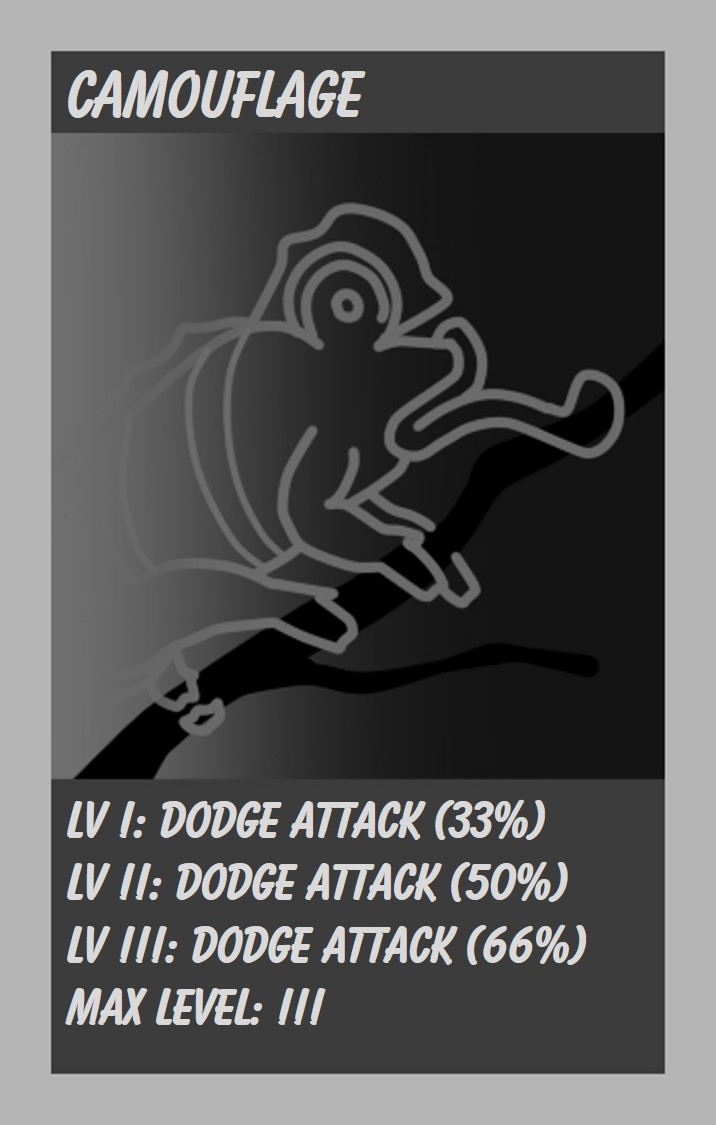 CAMOUFLAGE
LV I: DODGE ATTACK (33%)
LV II: DODGE ATTACK (50%)
LV III: DODGE ATTACK (66%)
MAX LEVEL: III